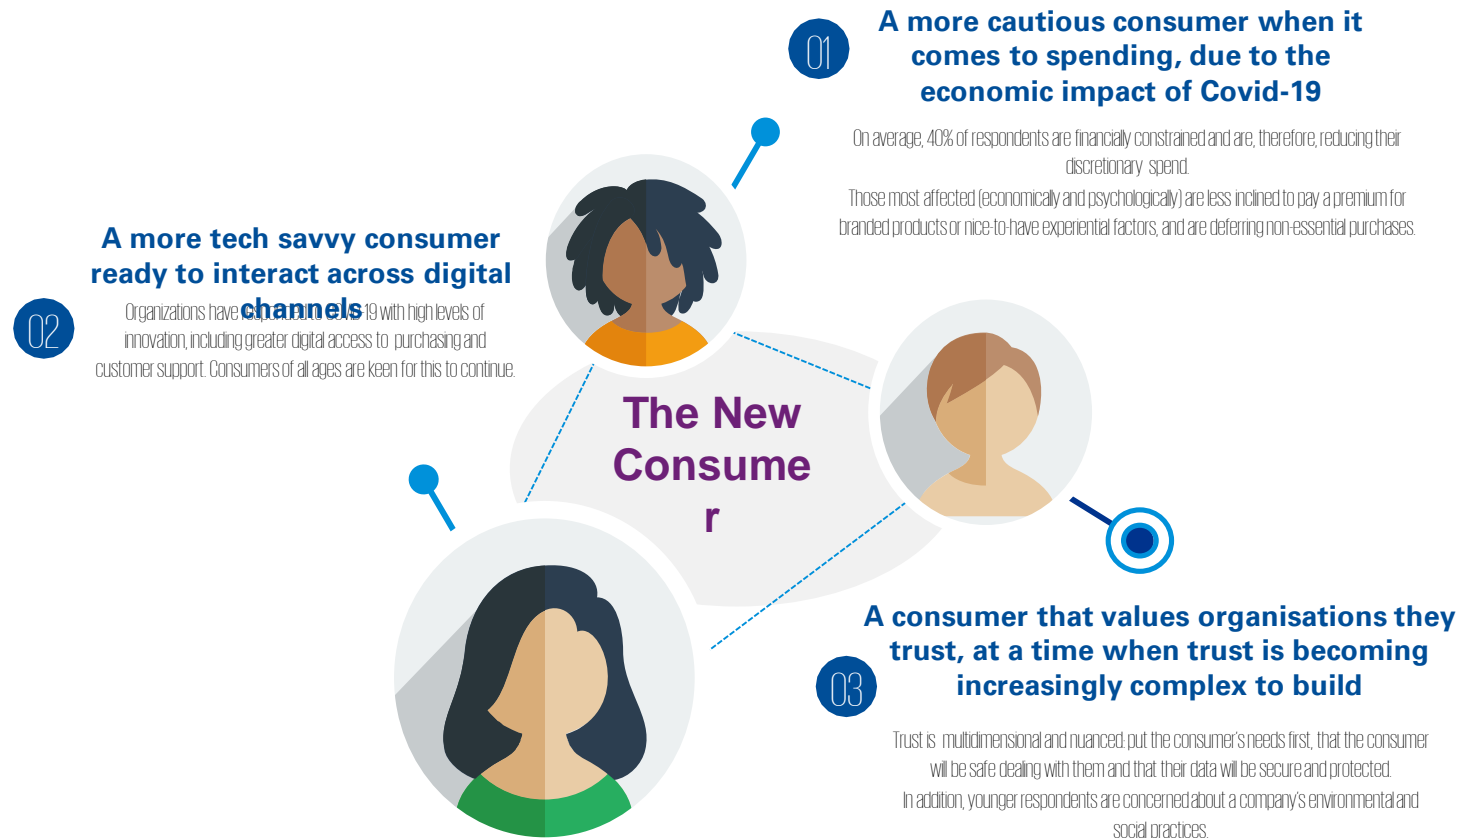 01
A more cautious consumer when it
comes to spending, due to the
economic impact of Covid-19
On average, 40% of respondents are financially constrained and are, therefore, reducing their
discretionary spend.
Those most affected (economically and psychologically) are less inclined to pay a premium for
branded products or nice-to-have experiential factors, and are deferring non-essential purchases.
02
A more tech savvy consumer
ready to interact across digital
channels
Organizations have responded to COVID-19 with high levels of
innovation, including greater digital access to purchasing and
customer support. Consumers of all ages are keen for this to continue.
The New
Consume
r
03
A consumer that values organisations they
trust, at a time when trust is becoming
increasingly complex to build
Trust is multidimensional and nuanced: put the consumer's needs first, that the consumer
will be safe dealing with them and that their data will be secure and protected.
In addition, younger respondents are concerned about a company's environmental and
social practices.